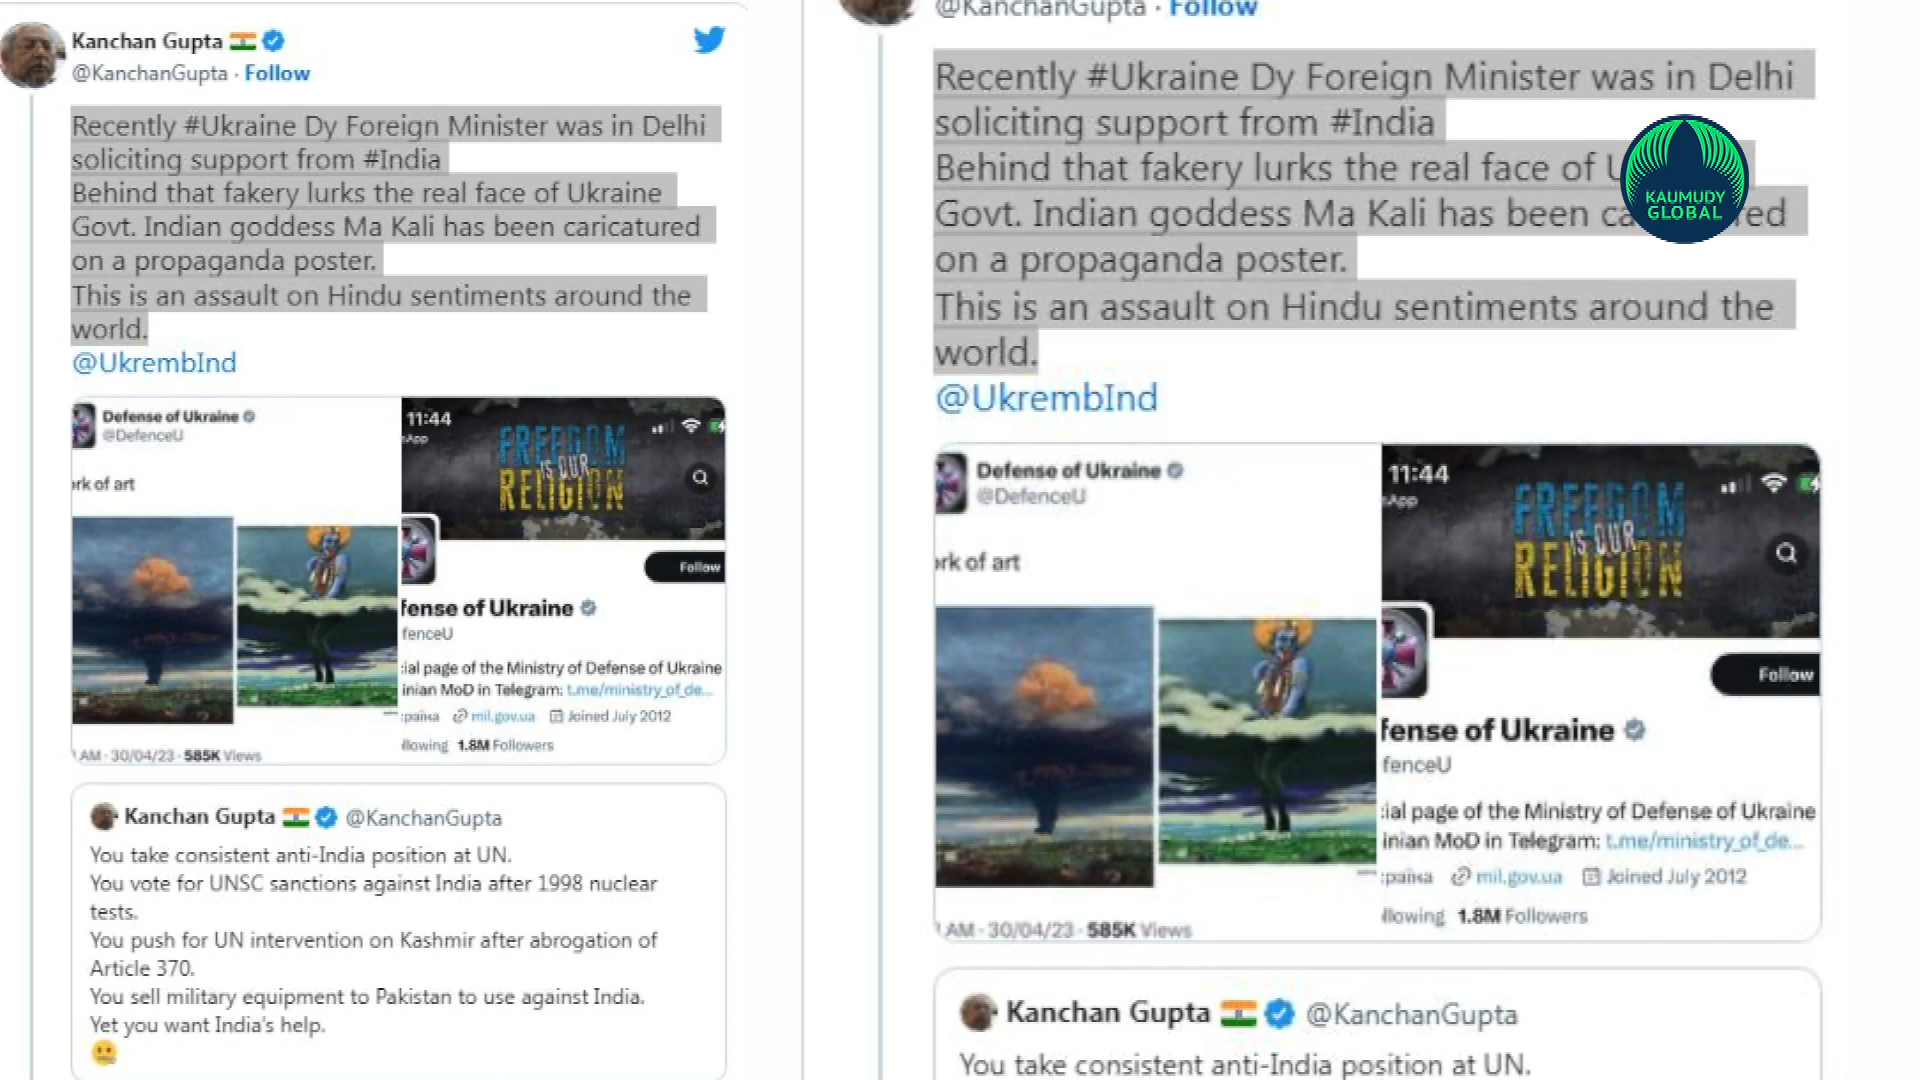 Kanchan Gupta
@KanchanGupta · Follow
Recently #Ukraine Dy Foreign Minister was in Delhi
soliciting support from #India
Behind that fakery lurks the real face of Ukraine
Govt. Indian goddess Ma Kali has been caricatured
on a propaganda poster.
This is an assault on Hindu sentiments around the
world.
@UkrembInd
Defense of Ukraine
@DefenceU
rk of art
AM · 30/04/23 · 585K Views
11:44
App
FREEDOM
IS OUR
RELIGION
Follow
fense of Ukraine
fenceU
ial page of the Ministry of Defense of Ukraine
inian MoD in Telegram: t.me/ministry_of_de...
раїна mil.gov.ua Joined July 2012
llowing 1.8M Followers
Kanchan Gupta @KanchanGupta
You take consistent anti-India position at UN.
You vote for UNSC sanctions against India after 1998 nuclear
tests.
You push for UN intervention on Kashmir after abrogation of
Article 370.
You sell military equipment to Pakistan to use against India.
Yet you want India's help.
@KanchanGupta · Follow
Recently #Ukraine Dy Foreign Minister was in Delhi
soliciting support from #India
Behind that fakery lurks the real face of U
Govt. Indian goddess Ma Kali has been ca red
on a propaganda poster.
This is an assault on Hindu sentiments around the
world.
@UkrembInd
KAUMUDY
GLOBAL
Defense of Ukraine
@DefenceU
rk of art
AM · 30/04/23 · 585K Views
11:44
App
FREEDOM
IS OUR
RELIGION
Follow
fense of Ukraine
fenceU
ial page of the Ministry of Defense of Ukraine
inian MoD in Telegram: t.me/ministry_of_de...
раїна mil.gov.ua Joined July 2012
llowing 1.8M Followers
Kanchan Gupta @KanchanGupta
You take consistent anti-India position at UN.